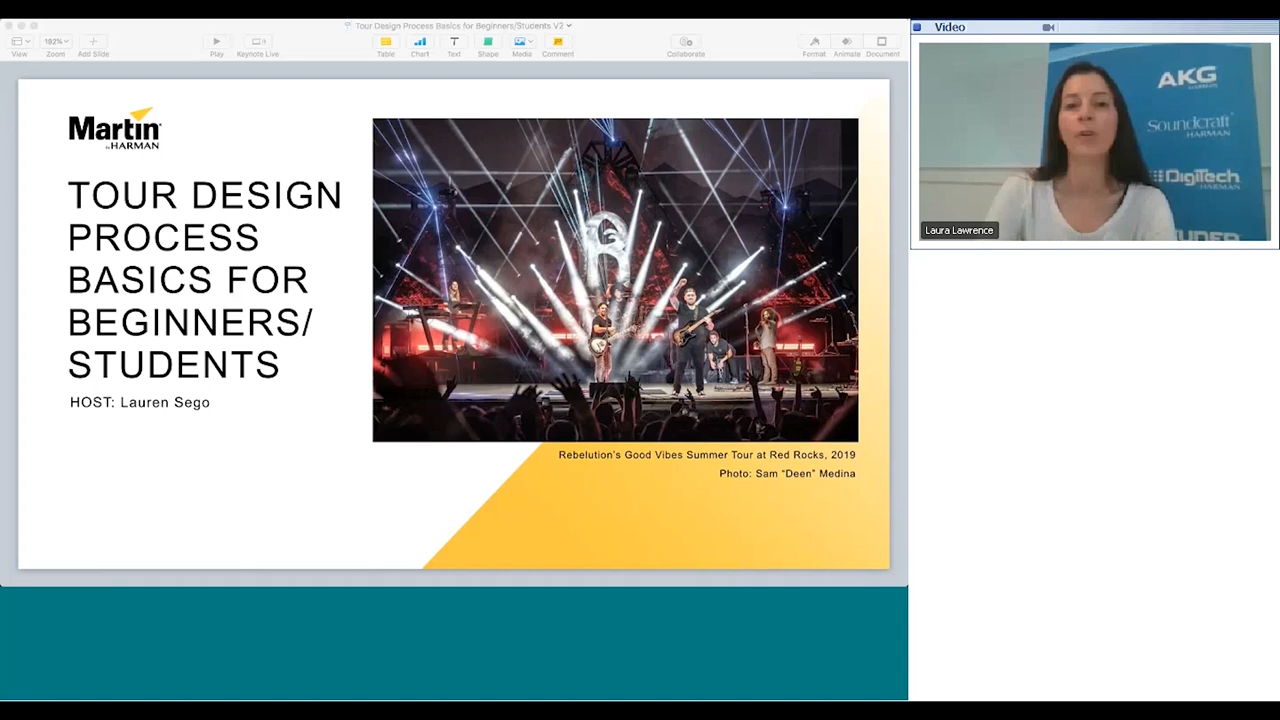 Tour Design Process Basics for Beginners/Students V2
View
192%
Zoom
Add Slide
Play
Keynote Live
Table
Chart
Text
Shape
Media
Comment
Collaborate
Format
Animate
Document
Martin
by HARMAN
TOUR DESIGN
PROCESS
BASICS FOR
BEGINNERS/
STUDENTS
HOST: Lauren Sego
Rebelution’s Good Vibes Summer Tour at Red Rocks, 2019
Photo: Sam “Deen” Medina
Video
AKG
Soundcraft
HARMAN
DigiTech
HARMAN
Laura Lawrence